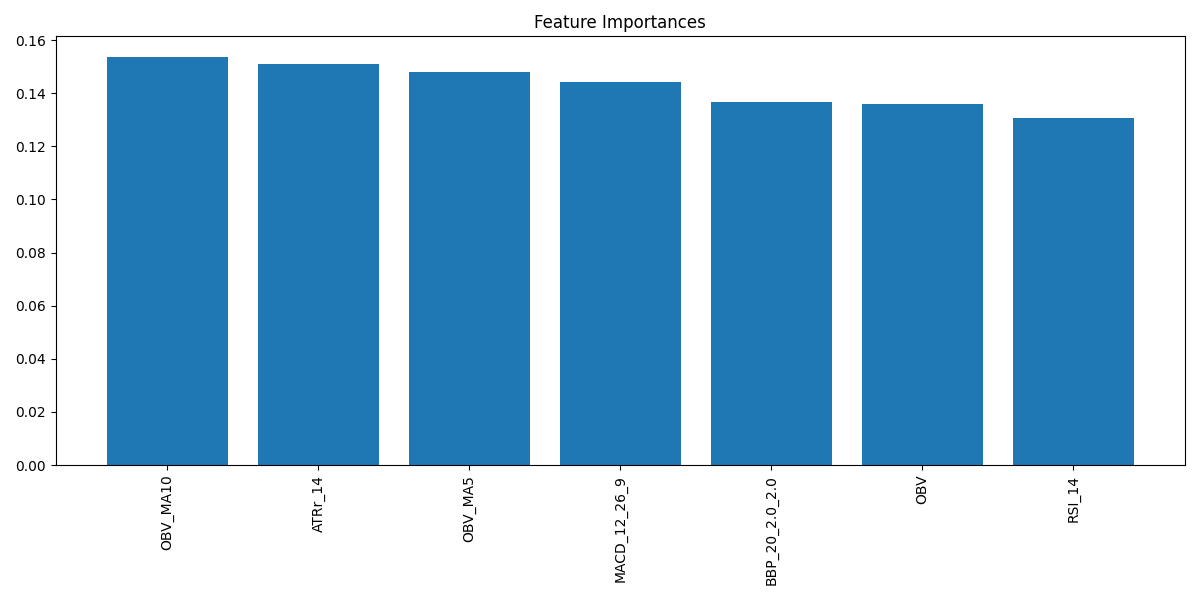 Feature Importances
0.16
0.14
0.12
0.10
0.08
0.06
0.04
0.02
0.00
OBV_MA10
ATRr_14
OBV_MA5
MACD_12_26_9
BBP_20_2.0_2.0
OBV
RSI_14